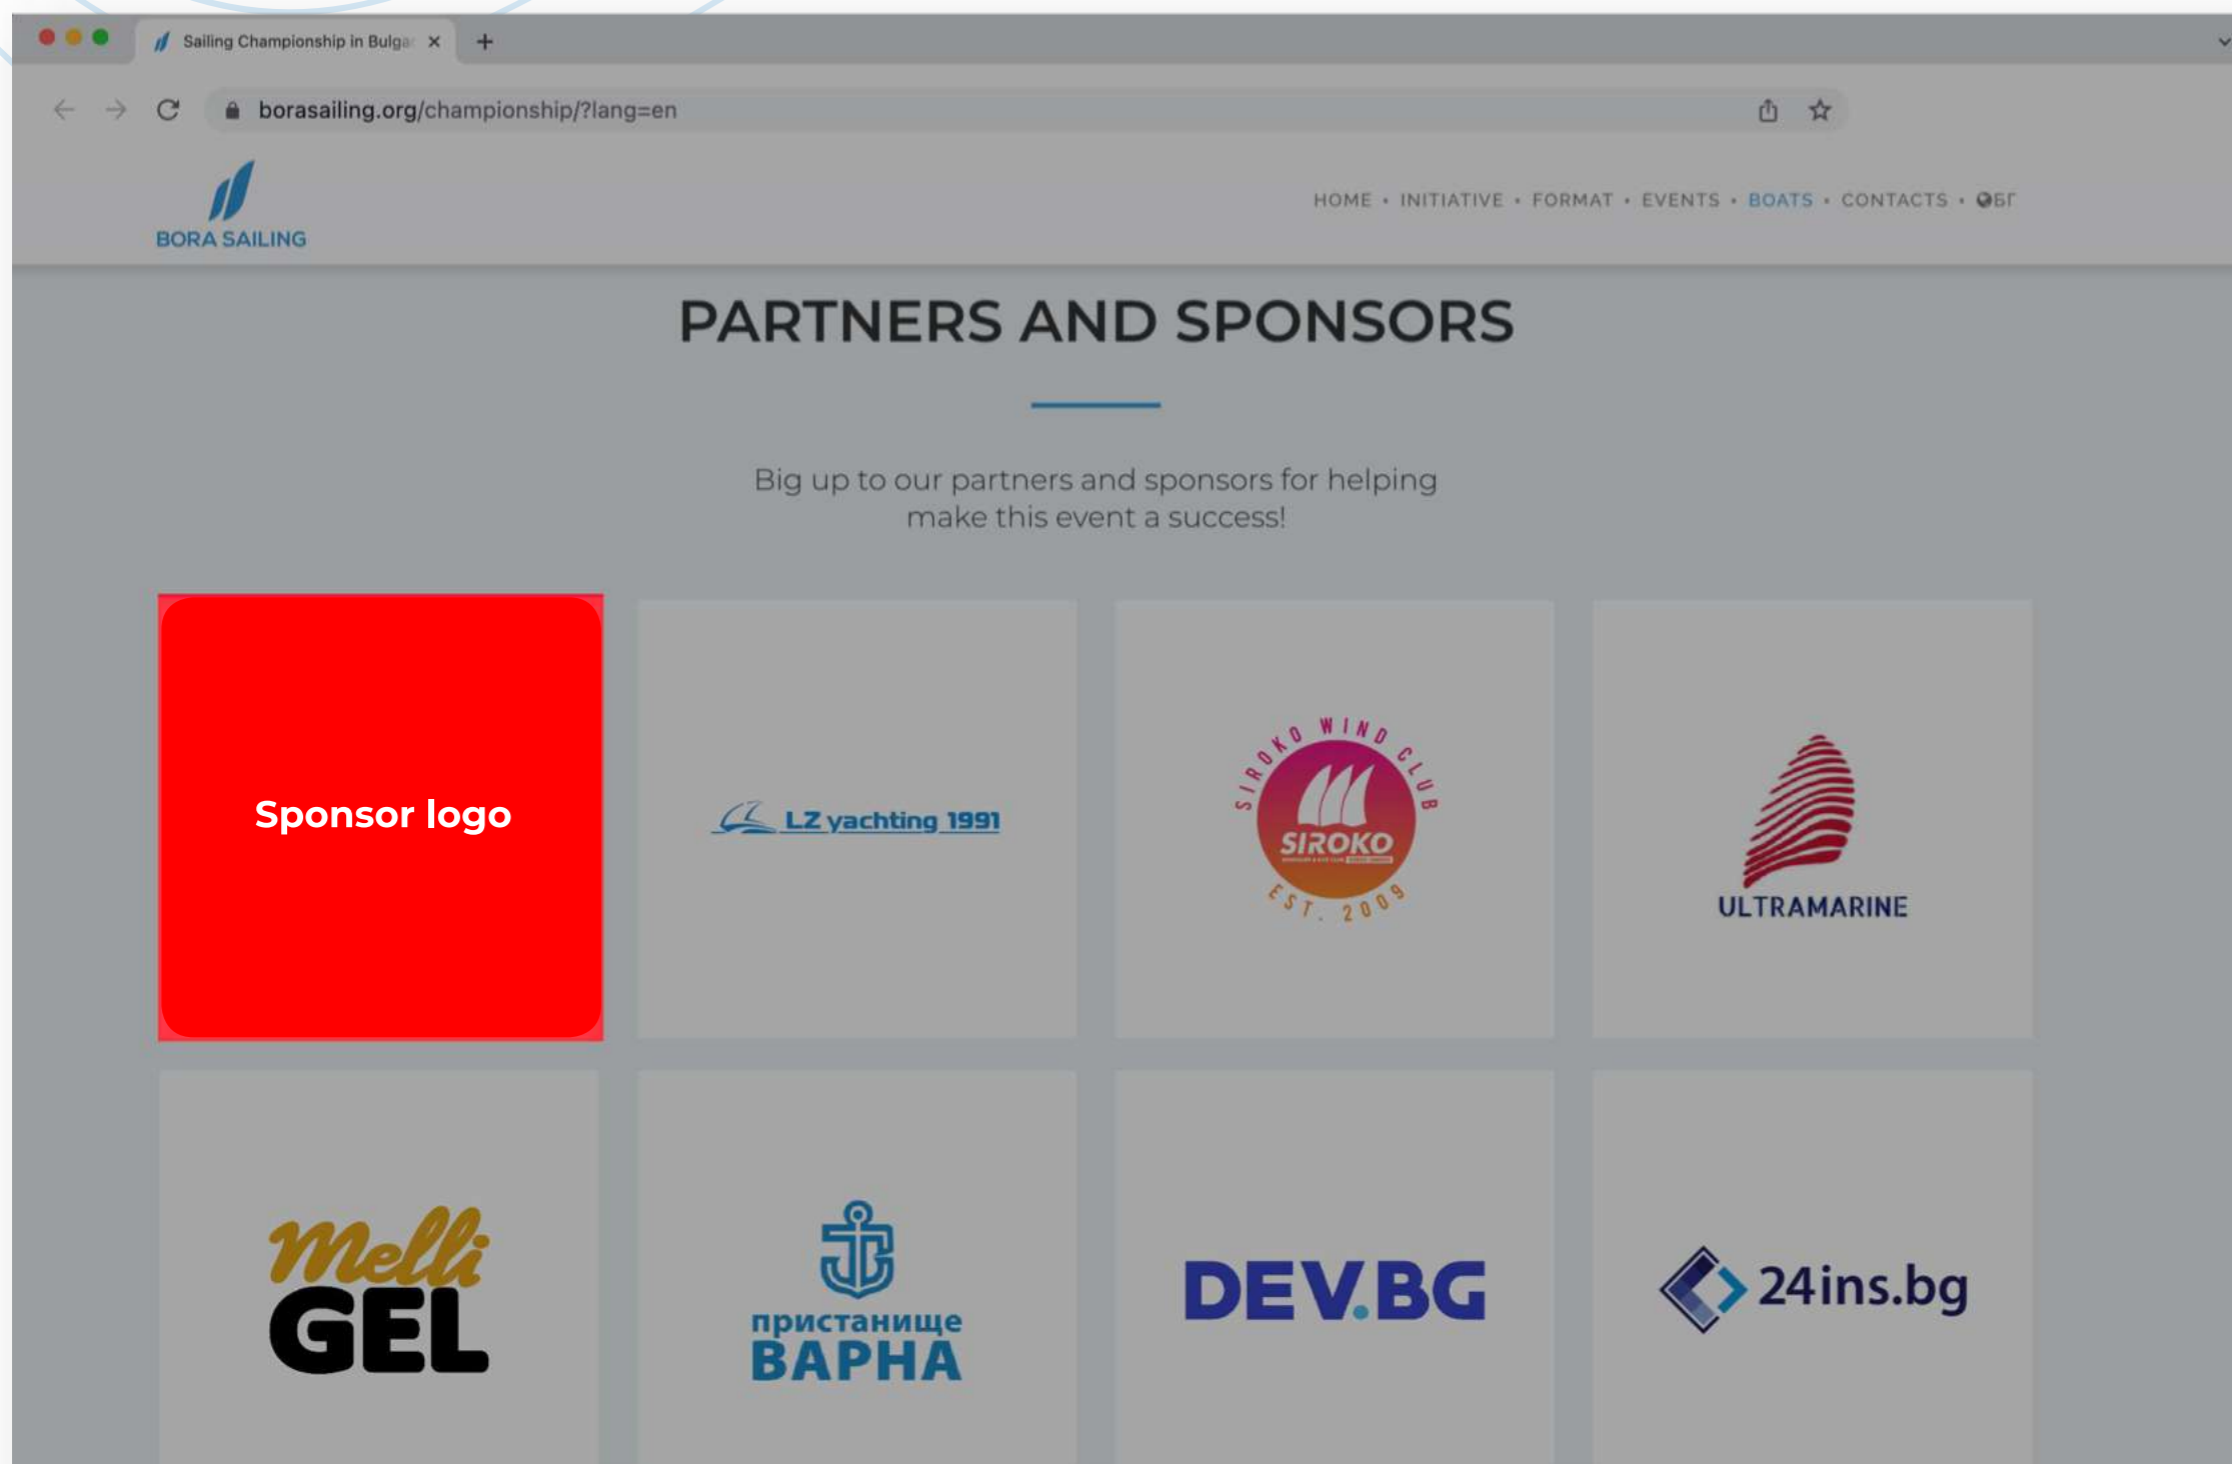 Sailing Championship in Bulgar
borasailing.org/championship/?lang=en
BORA SAILING
HOME • INITIATIVE • FORMAT • EVENTS • BOATS • CONTACTS • БГ
PARTNERS AND SPONSORS
Big up to our partners and sponsors for helping
make this event a success!
Sponsor logo
LZ yachting 1991
SIROKO WIND CLUB
SIROKO
EST. 2009
ULTRAMARINE
Melli
GEL
пристанище
ВАРНА
DEV.BG
24ins.bg